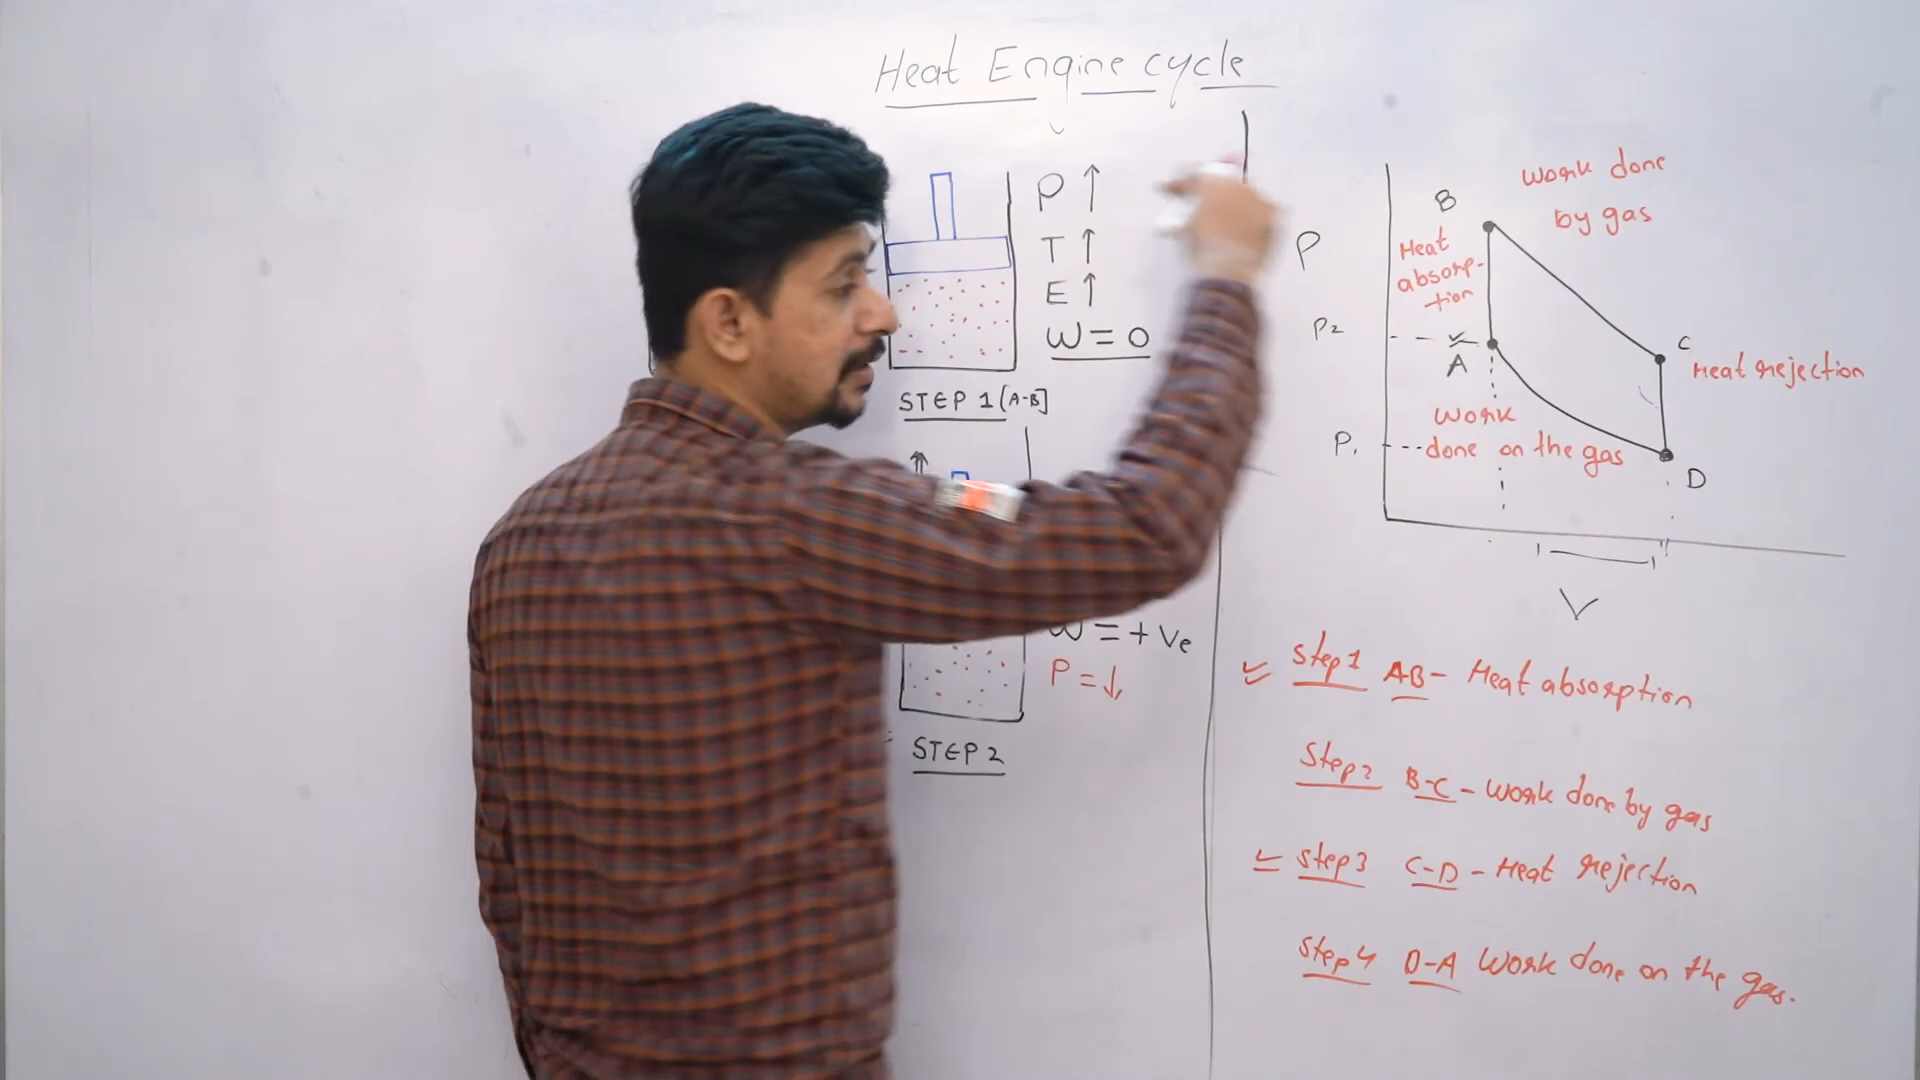 Heat Engine cycle
P ↑
T ↑
E ↑
W = 0
STEP 1 (A-B]
W = + ve
P = ↓
STEP 2
P
P2
P1
B
Work done
by gas
Heat
absorp-
tion
A
C
Heat rejection
Work
done on the gas
D
V
Step 1 AB - Heat absorption
Step 2 B-C - Work done by gas
Step 3 C-D - Heat rejection
Step 4 D-A Work done on the gas.